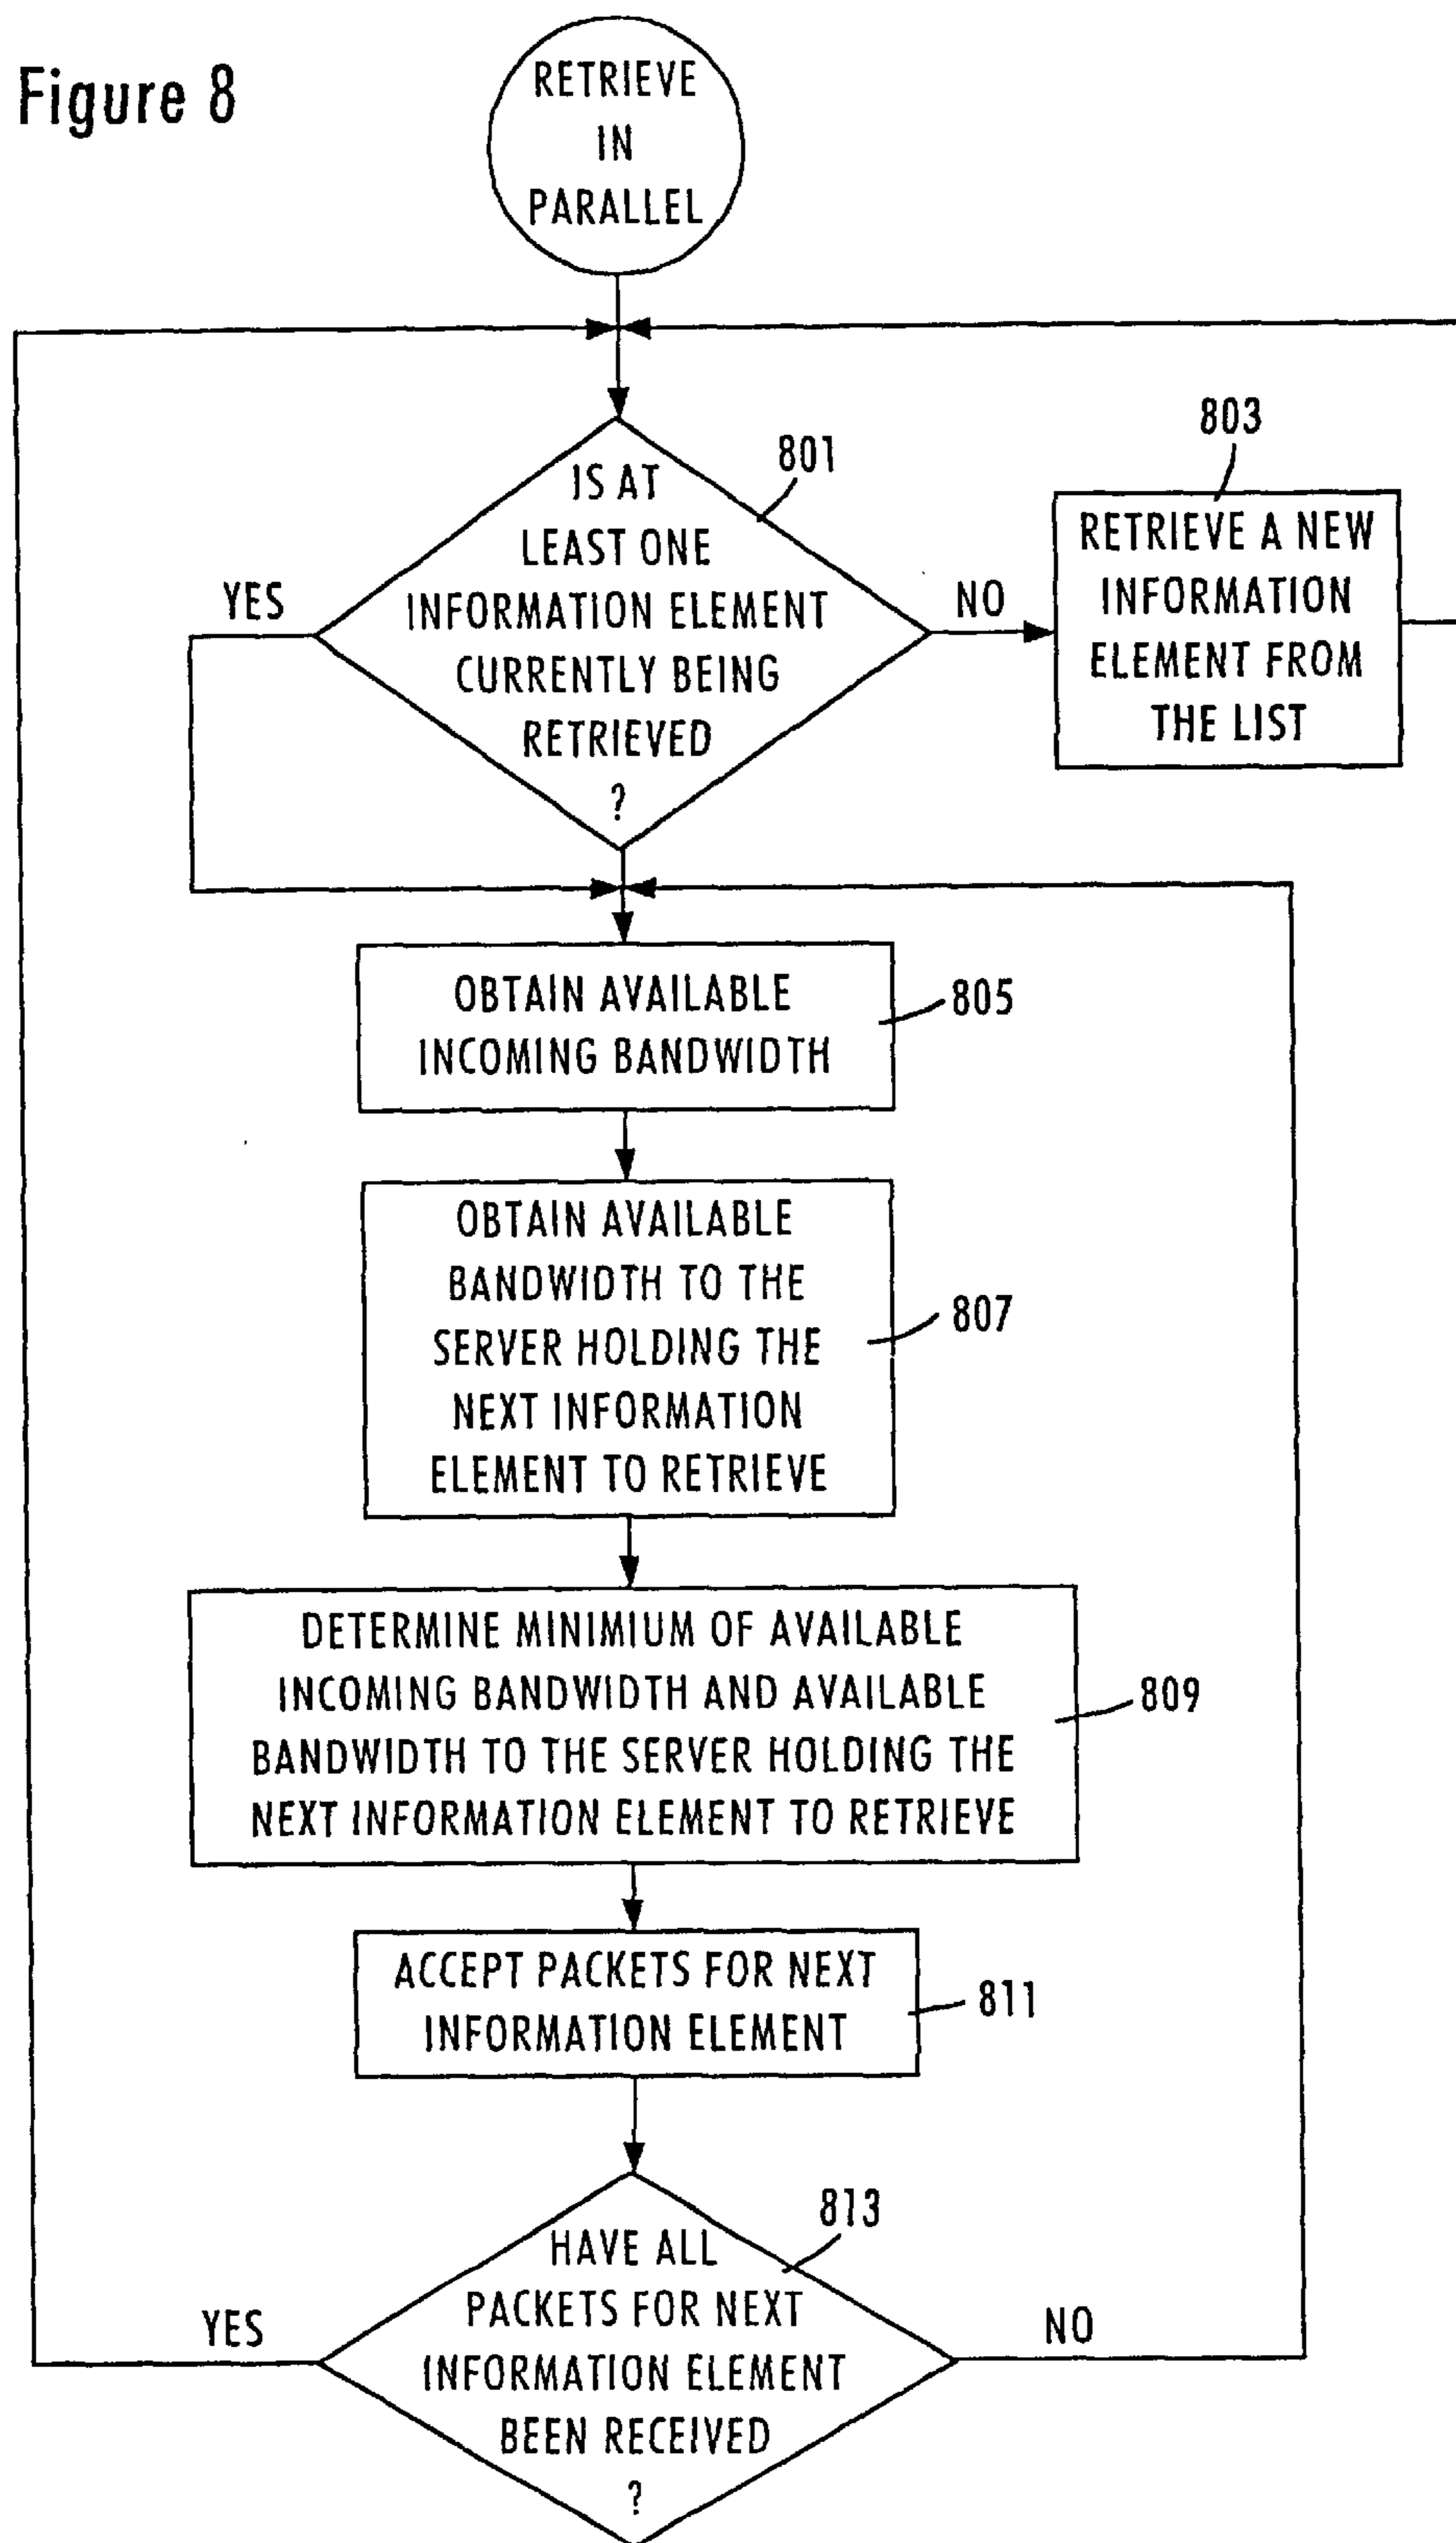 Figure 8
RETRIEVE
IN
PARALLEL
801
IS AT
LEAST ONE
INFORMATION ELEMENT
CURRENTLY BEING
RETRIEVED
?
YES
NO
803
RETRIEVE A NEW
INFORMATION
ELEMENT FROM
THE LIST
OBTAIN AVAILABLE
INCOMING BANDWIDTH
805
OBTAIN AVAILABLE
BANDWIDTH TO THE
SERVER HOLDING THE
NEXT INFORMATION
ELEMENT TO RETRIEVE
807
DETERMINE MINIMIUM OF AVAILABLE
INCOMING BANDWIDTH AND AVAILABLE
BANDWIDTH TO THE SERVER HOLDING THE
NEXT INFORMATION ELEMENT TO RETRIEVE
809
ACCEPT PACKETS FOR NEXT
INFORMATION ELEMENT
811
813
HAVE ALL
PACKETS FOR NEXT
INFORMATION ELEMENT
BEEN RECEIVED
?
YES
NO